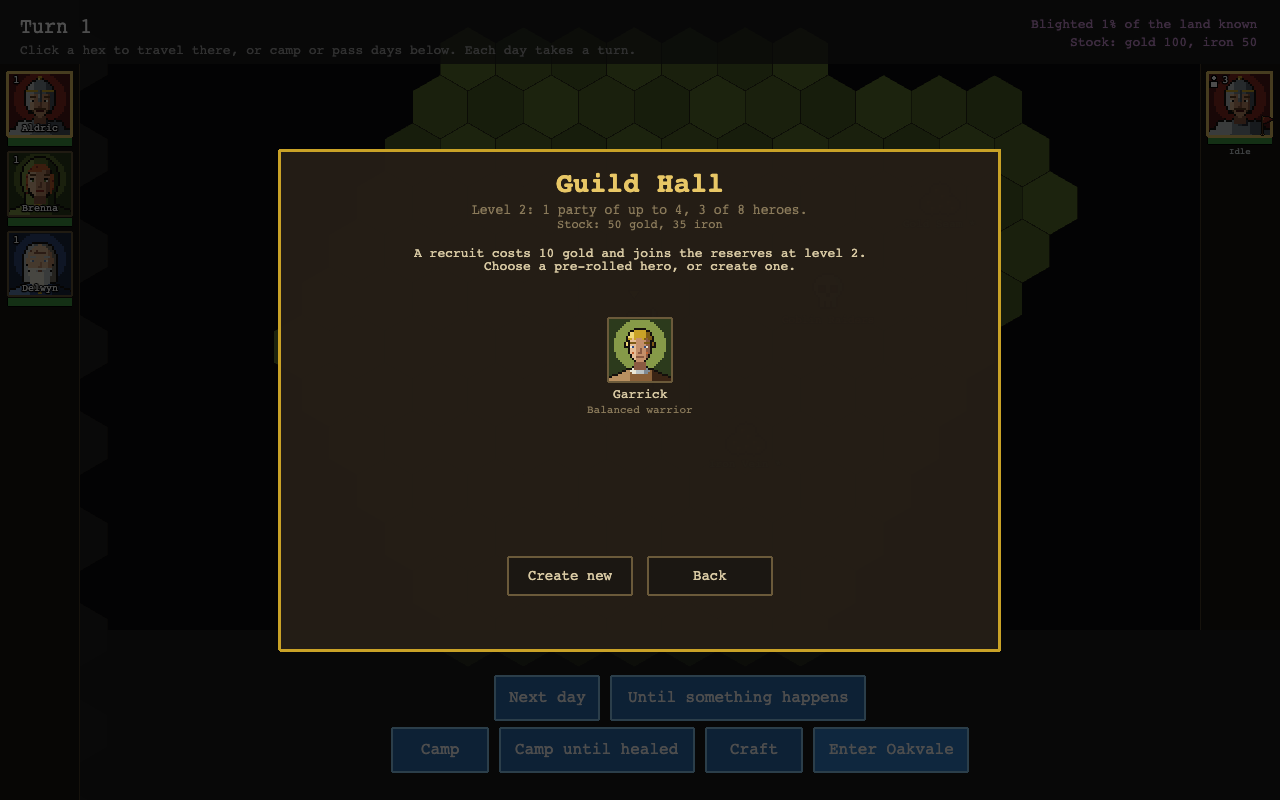 Turn 1
Click a hex to travel there, or camp or pass days below. Each day takes a turn.
Blighted 1% of the land known
Stock: gold 100, iron 50
1
Aldric
1
Brenna
1
Delwyn
3
Idle
Guild Hall
Level 2: 1 party of up to 4, 3 of 8 heroes.
Stock: 50 gold, 35 iron
A recruit costs 10 gold and joins the reserves at level 2.
Choose a pre-rolled hero, or create one.
Garrick
Balanced warrior
Create new
Back
Next day
Until something happens
Camp
Camp until healed
Craft
Enter Oakvale